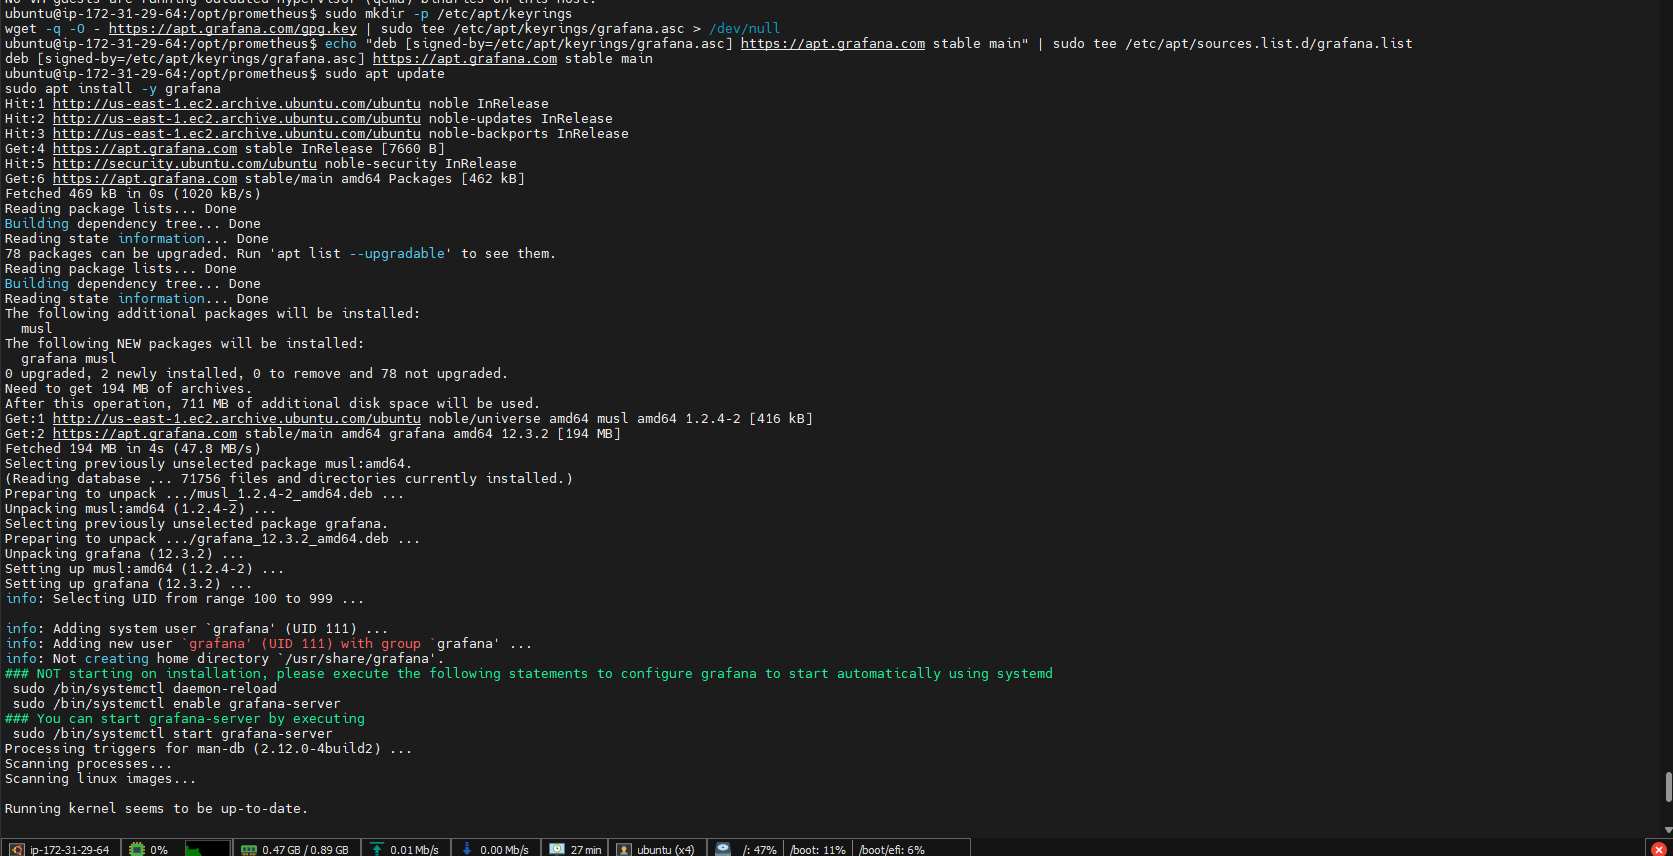 No VM guests are running outdated hypervisor (qemu) binaries on this host.
ubuntu@ip-172-31-29-64:/opt/prometheus$ sudo mkdir -p /etc/apt/keyrings
wget -q -O - https://apt.grafana.com/gpg.key | sudo tee /etc/apt/keyrings/grafana.asc > /dev/null
ubuntu@ip-172-31-29-64:/opt/prometheus$ echo "deb [signed-by=/etc/apt/keyrings/grafana.asc] https://apt.grafana.com stable main" | sudo tee /etc/apt/sources.list.d/grafana.list
deb [signed-by=/etc/apt/keyrings/grafana.asc] https://apt.grafana.com stable main
ubuntu@ip-172-31-29-64:/opt/prometheus$ sudo apt update
sudo apt install -y grafana
Hit:1 http://us-east-1.ec2.archive.ubuntu.com/ubuntu noble InRelease
Hit:2 http://us-east-1.ec2.archive.ubuntu.com/ubuntu noble-updates InRelease
Hit:3 http://us-east-1.ec2.archive.ubuntu.com/ubuntu noble-backports InRelease
Get:4 https://apt.grafana.com stable InRelease [7660 B]
Hit:5 http://security.ubuntu.com/ubuntu noble-security InRelease
Get:6 https://apt.grafana.com stable/main amd64 Packages [462 kB]
Fetched 469 kB in 0s (1020 kB/s)
Reading package lists... Done
Building dependency tree... Done
Reading state information... Done
78 packages can be upgraded. Run 'apt list --upgradable' to see them.
Reading package lists... Done
Building dependency tree... Done
Reading state information... Done
The following additional packages will be installed:
  musl
The following NEW packages will be installed:
  grafana musl
0 upgraded, 2 newly installed, 0 to remove and 78 not upgraded.
Need to get 194 MB of archives.
After this operation, 711 MB of additional disk space will be used.
Get:1 http://us-east-1.ec2.archive.ubuntu.com/ubuntu noble/universe amd64 musl amd64 1.2.4-2 [416 kB]
Get:2 https://apt.grafana.com stable/main amd64 grafana amd64 12.3.2 [194 MB]
Fetched 194 MB in 4s (47.8 MB/s)
Selecting previously unselected package musl:amd64.
(Reading database ... 71756 files and directories currently installed.)
Preparing to unpack .../musl_1.2.4-2_amd64.deb ...
Unpacking musl:amd64 (1.2.4-2) ...
Selecting previously unselected package grafana.
Preparing to unpack .../grafana_12.3.2_amd64.deb ...
Unpacking grafana (12.3.2) ...
Setting up musl:amd64 (1.2.4-2) ...
Setting up grafana (12.3.2) ...
info: Selecting UID from range 100 to 999 ...

info: Adding system user `grafana' (UID 111) ...
info: Adding new user `grafana' (UID 111) with group `grafana' ...
info: Not creating home directory `/usr/share/grafana'.
### NOT starting on installation, please execute the following statements to configure grafana to start automatically using systemd
 sudo /bin/systemctl daemon-reload
 sudo /bin/systemctl enable grafana-server
### You can start grafana-server by executing
 sudo /bin/systemctl start grafana-server
Processing triggers for man-db (2.12.0-4build2) ...
Scanning processes...
Scanning linux images...

Running kernel seems to be up-to-date.
ip-172-31-29-64 0% 0.47 GB / 0.89 GB 0.01 Mb/s 0.00 Mb/s 27 min ubuntu (x4) /: 47% /boot: 11% /boot/efi: 6%